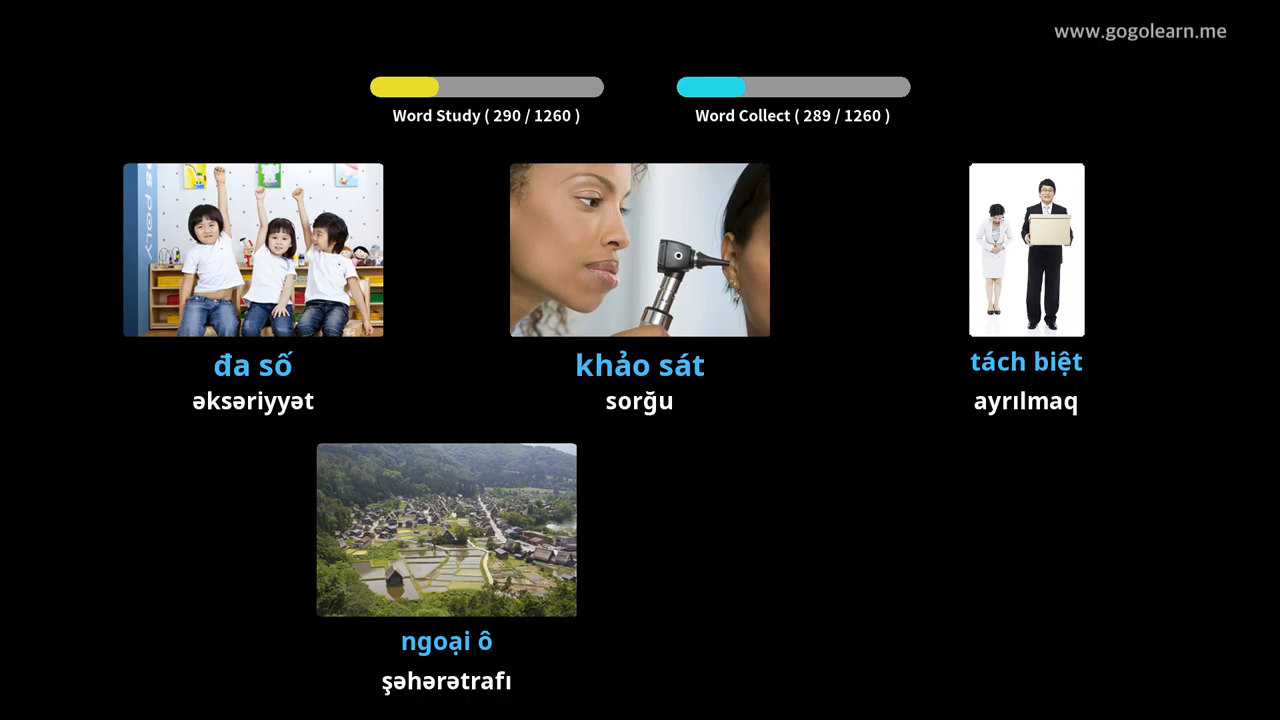 www.gogolearn.me
Word Study ( 290 / 1260 )
Word Collect ( 289 / 1260 )
đa số
khảo sát
tách biệt
əksəriyyət
sorğu
ayrılmaq
ngoại ô
şəhərətrafı